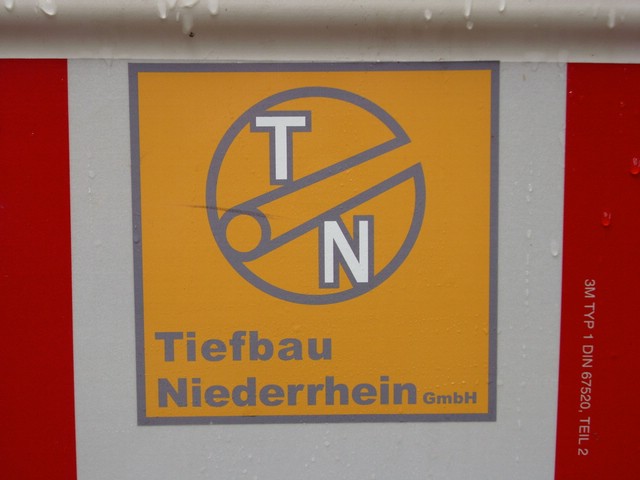 T
N
Tiefbau
Niederrhein GmbH
3M TYP 1 DIN 67520, TEIL 2